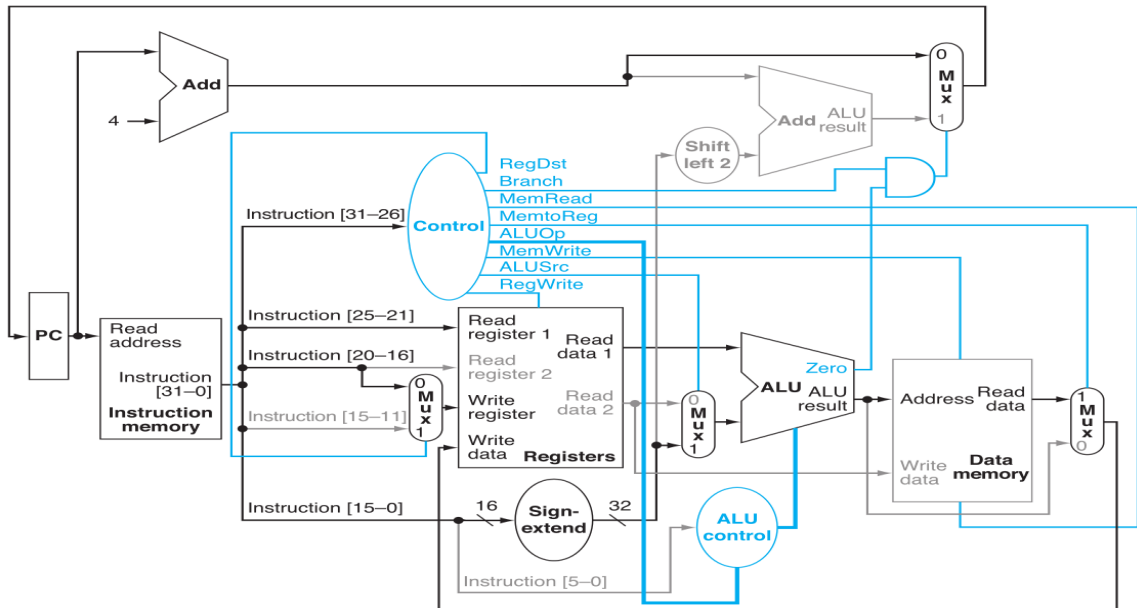 Add
4
0
Mux
1
Add
ALU
result
Shift
left 2
RegDst
Branch
MemRead
MemtoReg
ALUOp
MemWrite
ALUSrc
RegWrite
Control
Instruction [31–26]
PC
Read
address
Instruction
[31–0]
Instruction
memory
Instruction [25–21]
Instruction [20–16]
Instruction [15–11]
0
Mux
1
Read
register 1
Read
register 2
Write
register
Write
data
Read
data 1
Read
data 2
Registers
0
Mux
1
Zero
ALU
ALU
result
Address
Read
data
Write
data
Data
memory
1
Mux
0
Instruction [15–0]
16
Sign-
extend
32
ALU
control
Instruction [5–0]